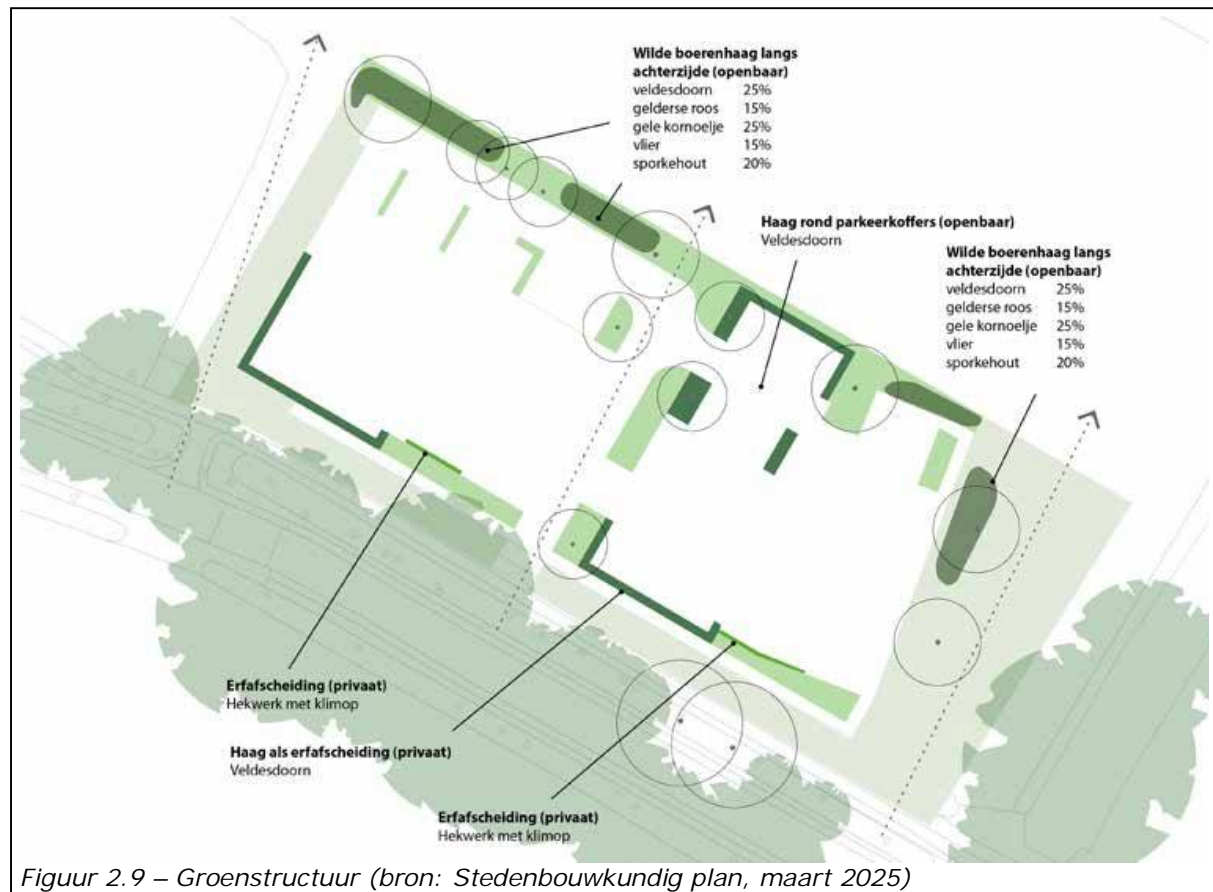 Wilde boerenhaag langs
achterzijde (openbaar)
veldesdoorn 25%
gelderse roos 15%
gele kornoelje 25%
vlier 15%
sporkehout 20%
Haag rond parkeerkoffers (openbaar)
Veldesdoorn
Wilde boerenhaag langs
achterzijde (openbaar)
veldesdoorn 25%
gelderse roos 15%
gele kornoelje 25%
vlier 15%
sporkehout 20%
Erfafscheiding (privaat)
Hekwerk met klimop
Haag als erfafscheiding (privaat)
Veldesdoorn
Erfafscheiding (privaat)
Hekwerk met klimop
Figuur 2.9 – Groenstructuur (bron: Stedenbouwkundig plan, maart 2025)